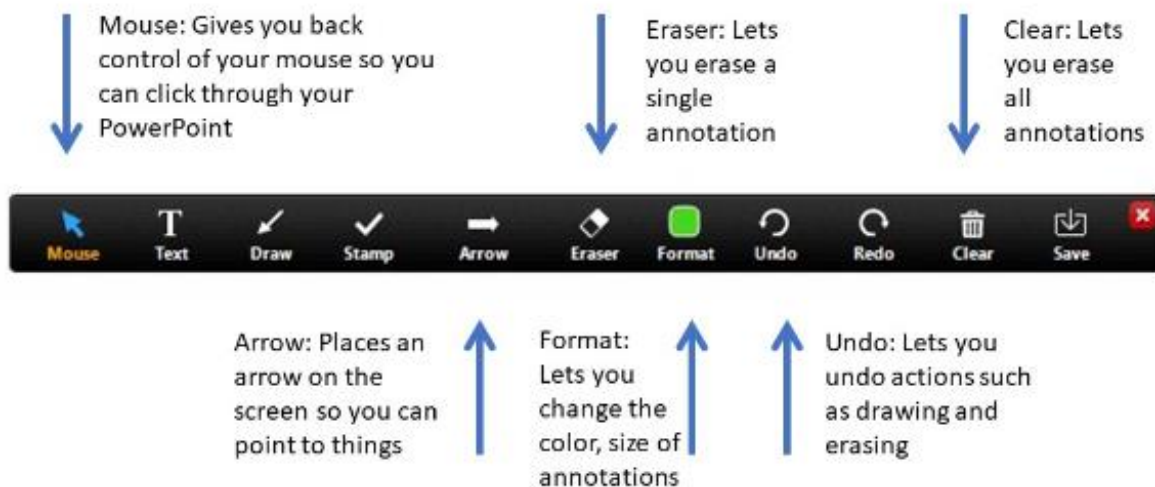 Mouse: Gives you back
control of your mouse so you
can click through your
PowerPoint
Eraser: Lets
you erase a
single
annotation
Clear: Lets
you erase
all
annotations
Mouse
Text
Draw
Stamp
Arrow
Eraser
Format
Undo
Redo
Clear
Save
Arrow: Places an
arrow on the
screen so you can
point to things
Format:
Lets you
change the
color, size of
annotations
Undo: Lets you
undo actions such
as drawing and
erasing